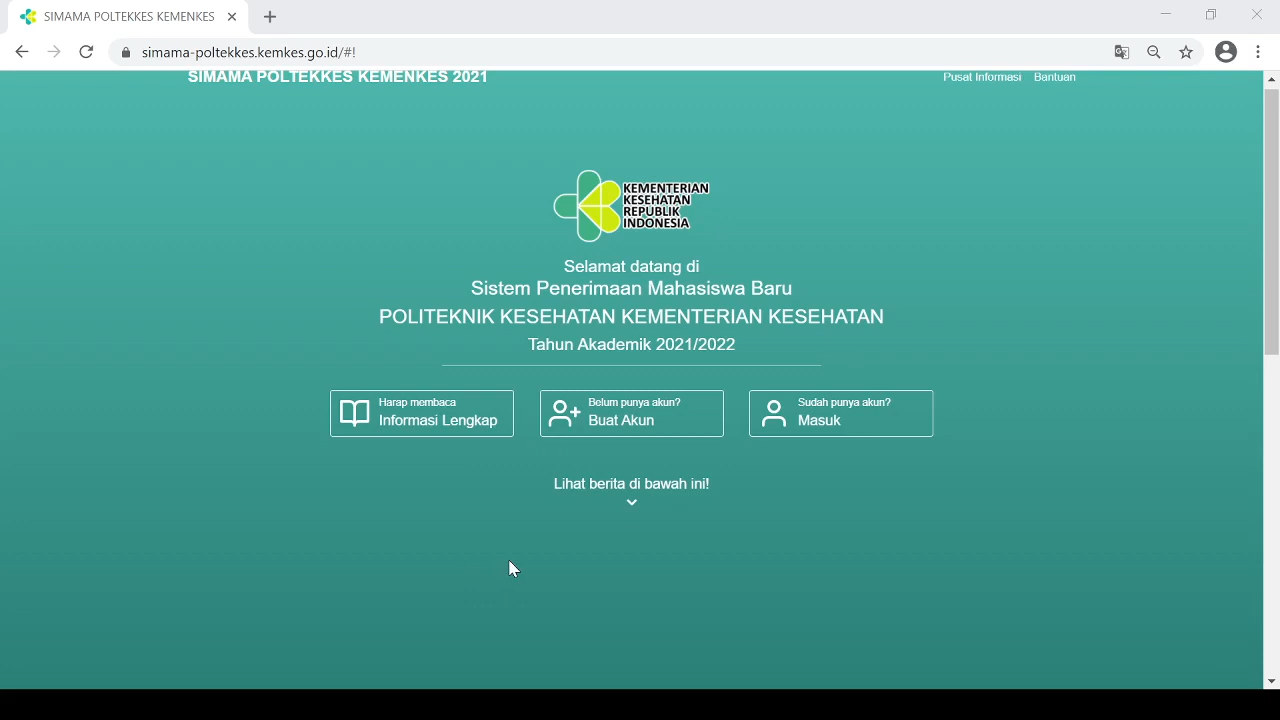 SIMAMA POLTEKKES KEMENKES
simama-poltekkes.kemkes.go.id/#!
SIMAMA POLTEKKES KEMENKES 2021
Pusat Informasi
Bantuan
KEMENTERIAN
KESEHATAN
REPUBLIK
INDONESIA
Selamat datang di
Sistem Penerimaan Mahasiswa Baru
POLITEKNIK KESEHATAN KEMENTERIAN KESEHATAN
Tahun Akademik 2021/2022
Harap membaca
Informasi Lengkap
Belum punya akun?
Buat Akun
Sudah punya akun?
Masuk
Lihat berita di bawah ini!